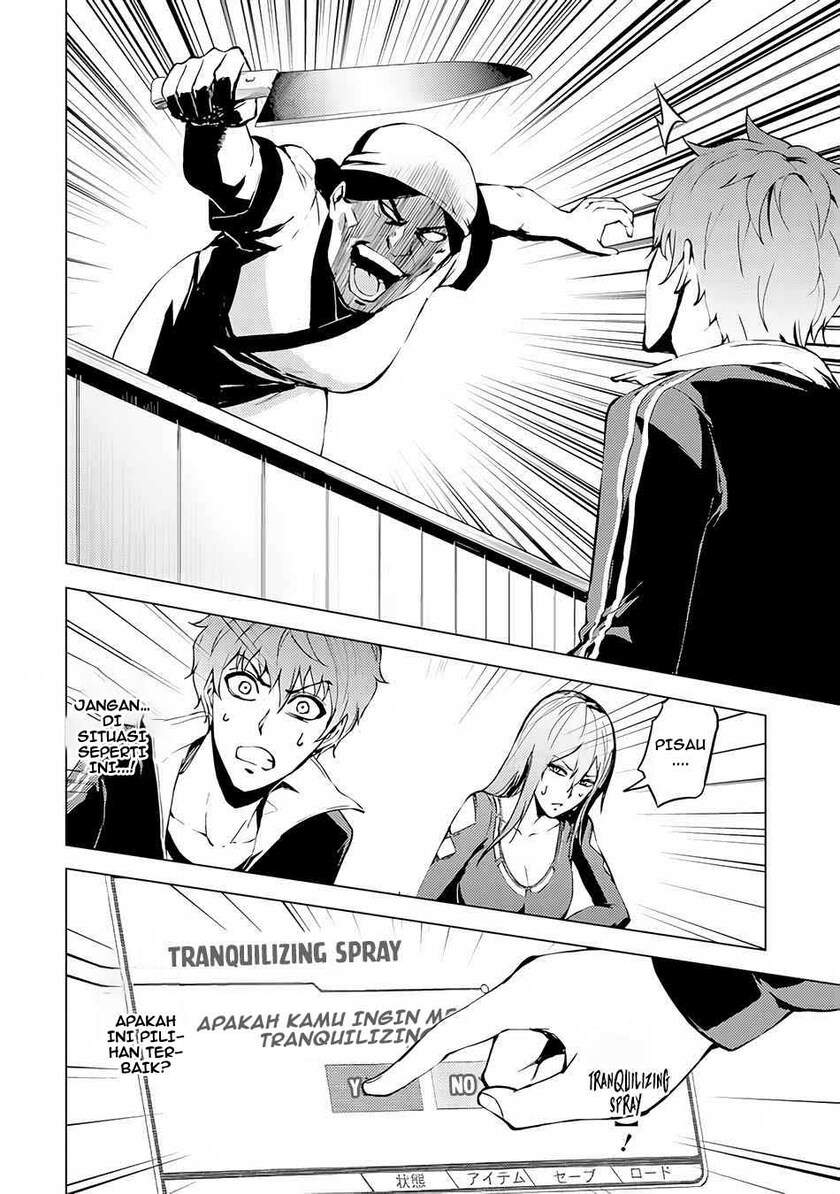 PISAU
....
JANGAN...
DI
SITUASI
SEPERTI
INI...!
TRANQUILIZING SPRAY
APAKAH KAMU INGIN
TRANQUILIZING
APAKAH
INI PILI-
HAN TER-
BAIK?
NO
TRANQUILIZING
SPRAY
!
状態 アイテム セーブ ロード